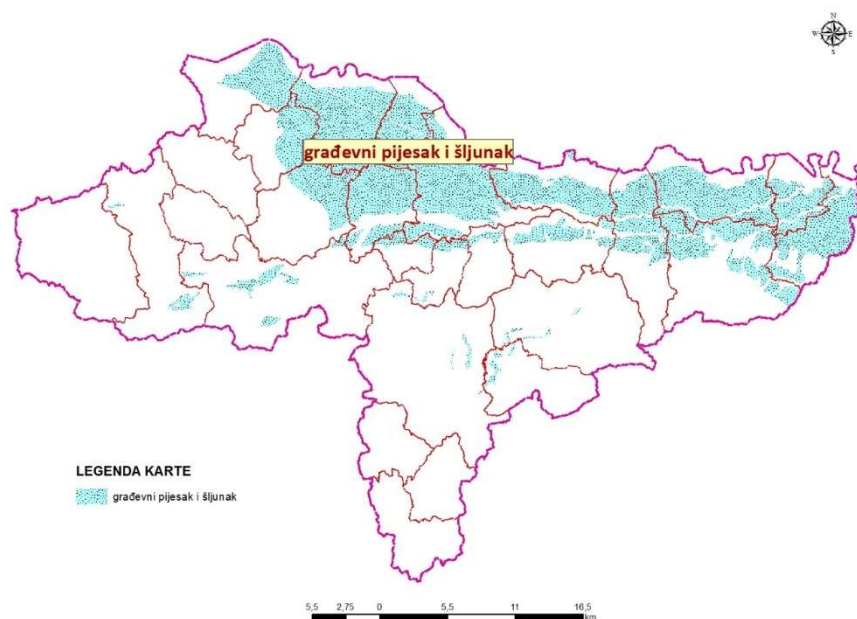 N
W E
S
građevni pijesak i šljunak
LEGENDA KARTE
građevni pijesak i šljunak
5,5 2,75 0 5,5 11 16,5
km